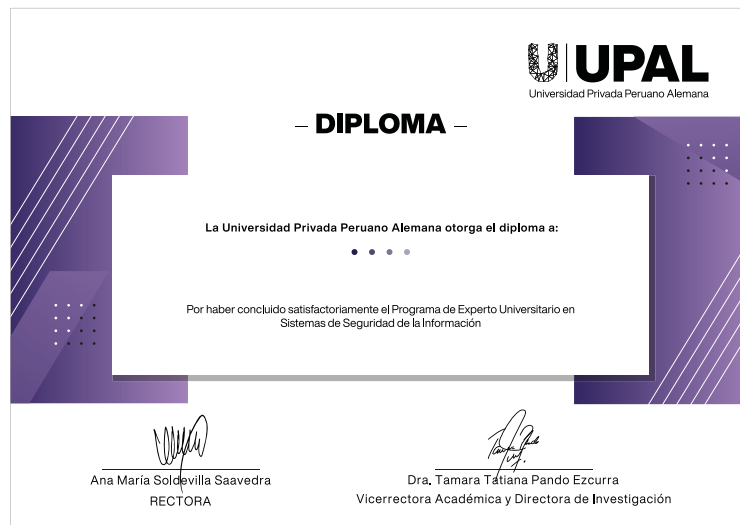 UPAL
Universidad Privada Peruano Alemana
– DIPLOMA –
La Universidad Privada Peruano Alemana otorga el diploma a:
Por haber concluido satisfactoriamente el Programa de Experto Universitario en
Sistemas de Seguridad de la Información
Ana María Soldevilla Saavedra
RECTORA
Dra. Tamara Tatiana Pando Ezcurra
Vicerrectora Académica y Directora de Investigación